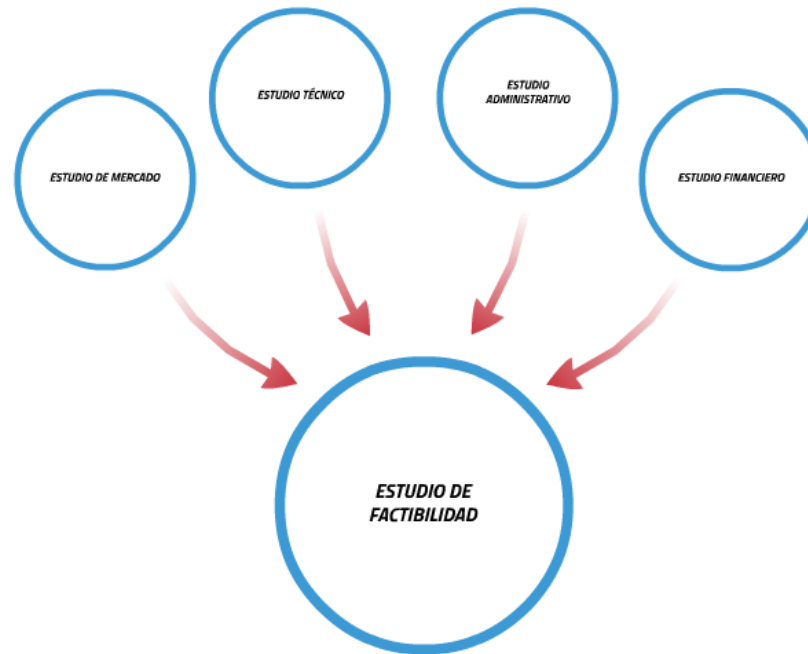 ESTUDIO TÉCNICO
ESTUDIO
ADMINISTRATIVO
ESTUDIO DE MERCADO
ESTUDIO FINANCIERO
ESTUDIO DE
FACTIBILIDAD